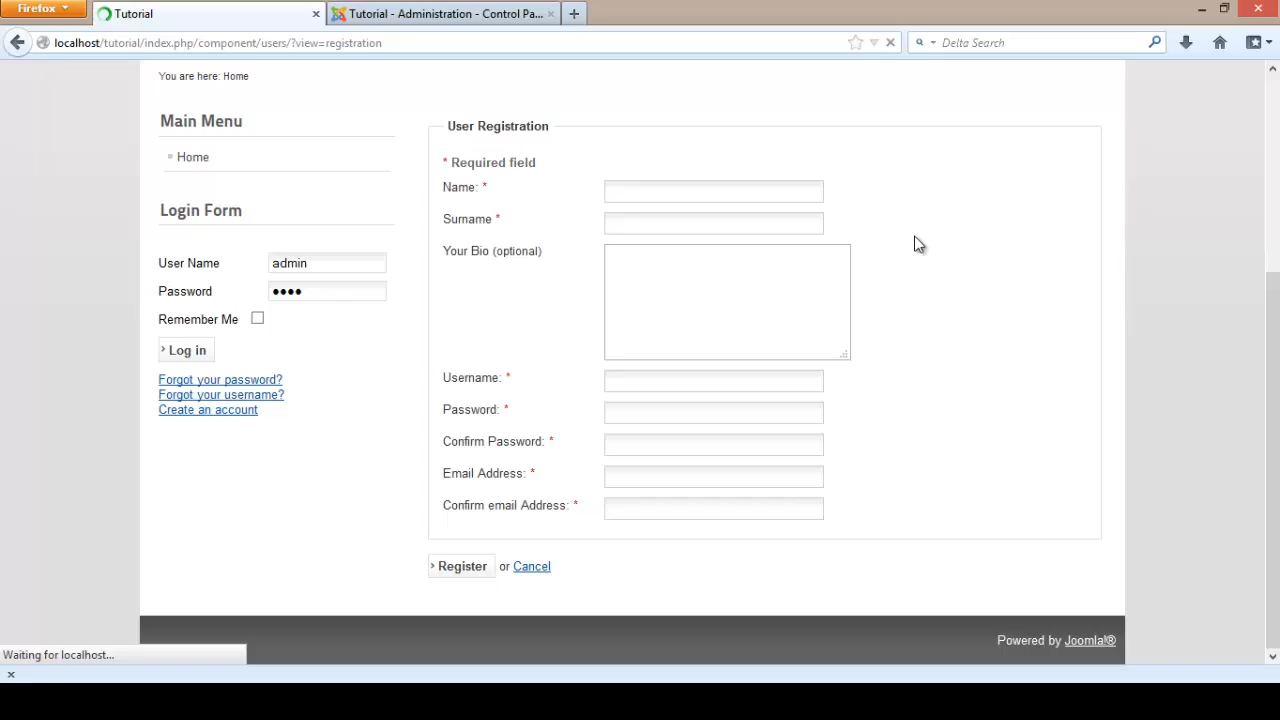 Firefox
Tutorial
Tutorial - Administration - Control Pa...
localhost/tutorial/index.php/component/users/?view=registration
Delta Search
You are here: Home
Main Menu
Home
Login Form
User Name
admin
Password
Remember Me
Log in
Forgot your password?
Forgot your username?
Create an account
User Registration
* Required field
Name: *
Surname *
Your Bio (optional)
Username: *
Password: *
Confirm Password: *
Email Address: *
Confirm email Address: *
Register or Cancel
Powered by Joomla!®
Waiting for localhost...